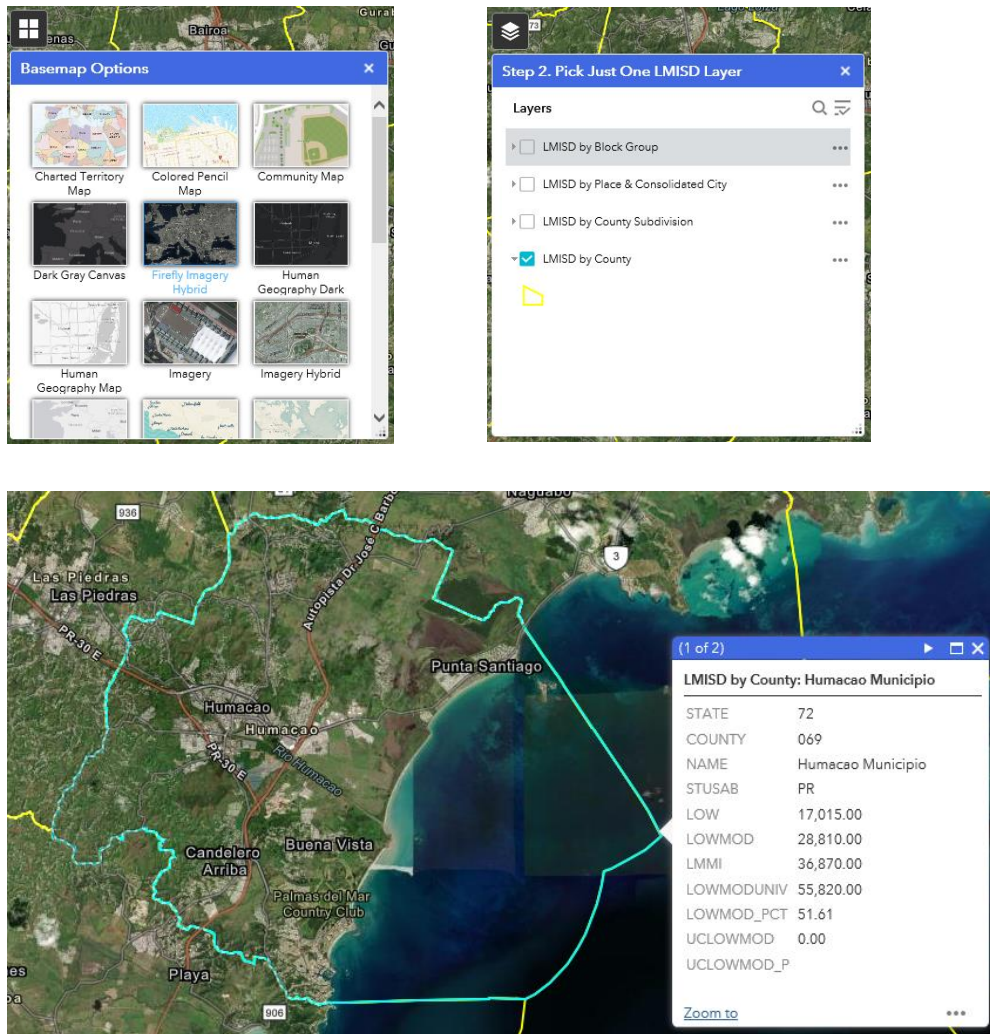 Bairoa
Basemap Options
Charted Territory
Map
Colored Pencil
Map
Community Map
Dark Gray Canvas
Firefly Imagery
Hybrid
Human
Geography Dark
Human
Geography Map
Imagery
Imagery Hybrid
73
Step 2. Pick Just One LMISD Layer
Layers
LMISD by Block Group
LMISD by Place & Consolidated City
LMISD by County Subdivision
LMISD by County
936
Naguabo
Autopista Dr José C Barbo
3
Las Piedras
Las Piedras
PR-30 E
Punta Santiago
Humacao
Humacao
PR-30 E
Río Humacao
Buena Vista
Candelero
Arriba
Palmas del Mar
Country Club
Playa
906
(1 of 2)
LMISD by County: Humacao Municipio
STATE 72
COUNTY 069
NAME Humacao Municipio
STUSAB PR
LOW 17,015.00
LOWMOD 28,810.00
LMMI 36,870.00
LOWMODUNIV 55,820.00
LOWMOD_PCT 51.61
UCLOWMOD 0.00
UCLOWMOD_P
Zoom to